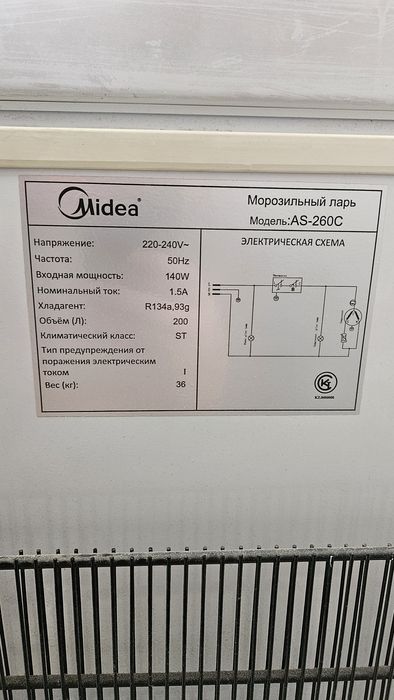 Midea
Морозильный ларь
Модель:AS-260C
Напряжение: 220-240V~
Частота: 50Hz
Входная мощность: 140W
Номинальный ток: 1.5A
Хладагент: R134a,93g
Объём (Л): 200
Климатический класс: ST
Тип предупреждения от
поражения электрическим
током I
Вес (кг): 36
ЭЛЕКТРИЧЕСКАЯ СХЕМА